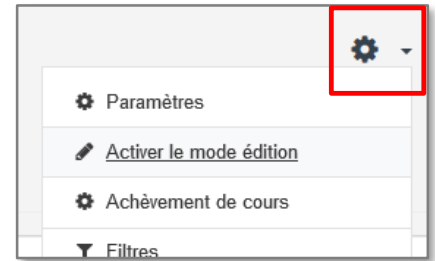 Paramètres
Activer le mode édition
Achèvement de cours
Filtres